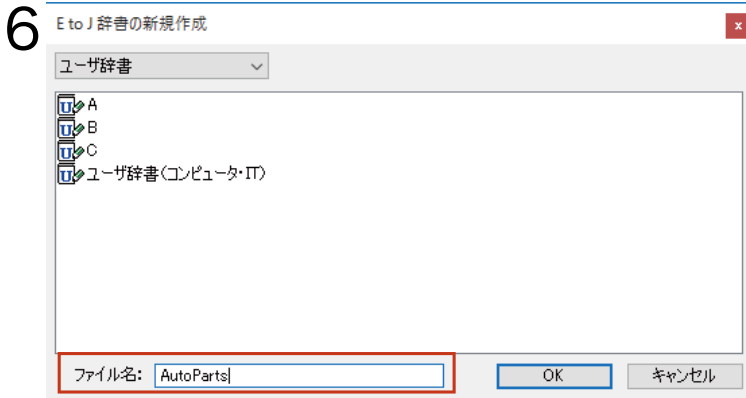 6
E to J 辞書の新規作成
x
ユーザ辞書
A
B
C
ユーザ辞書(コンピュータ・IT)
ファイル名: AutoParts
OK キャンセル